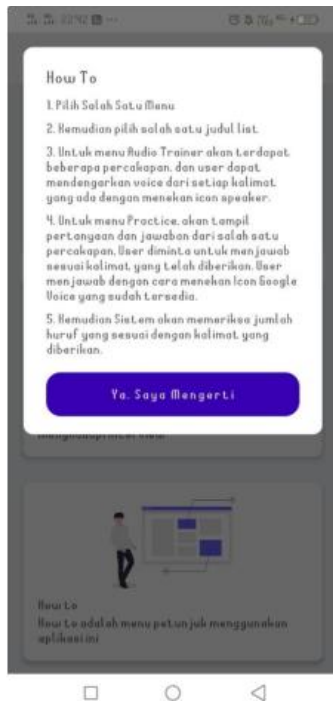 22:42
How To
1. Pilih Salah Satu Menu
2. Kemudian pilih salah satu judul list
3. Untuk menu Audio Trainer akan terdapat
beberapa percakapan, dan user dapat
mendengarkan voice dari setiap kalimat
yang ada dengan menekan icon speaker.
4. Untuk menu Practice, akan tampil
pertanyaan dan jawaban dari salah satu
percakapan, User diminta untuk menjawab
sesuai kalimat yang telah diberikan. User
menjawab dengan cara menekan Icon Google
Voice yang sudah tersedia.
5. Kemudian Sistem akan memeriksa jumlah
huruf yang sesuai dengan kalimat yang
diberikan.
Ya, Saya Mengerti
How to
How to adalah menu petunjuk menggunakan
aplikasi ini